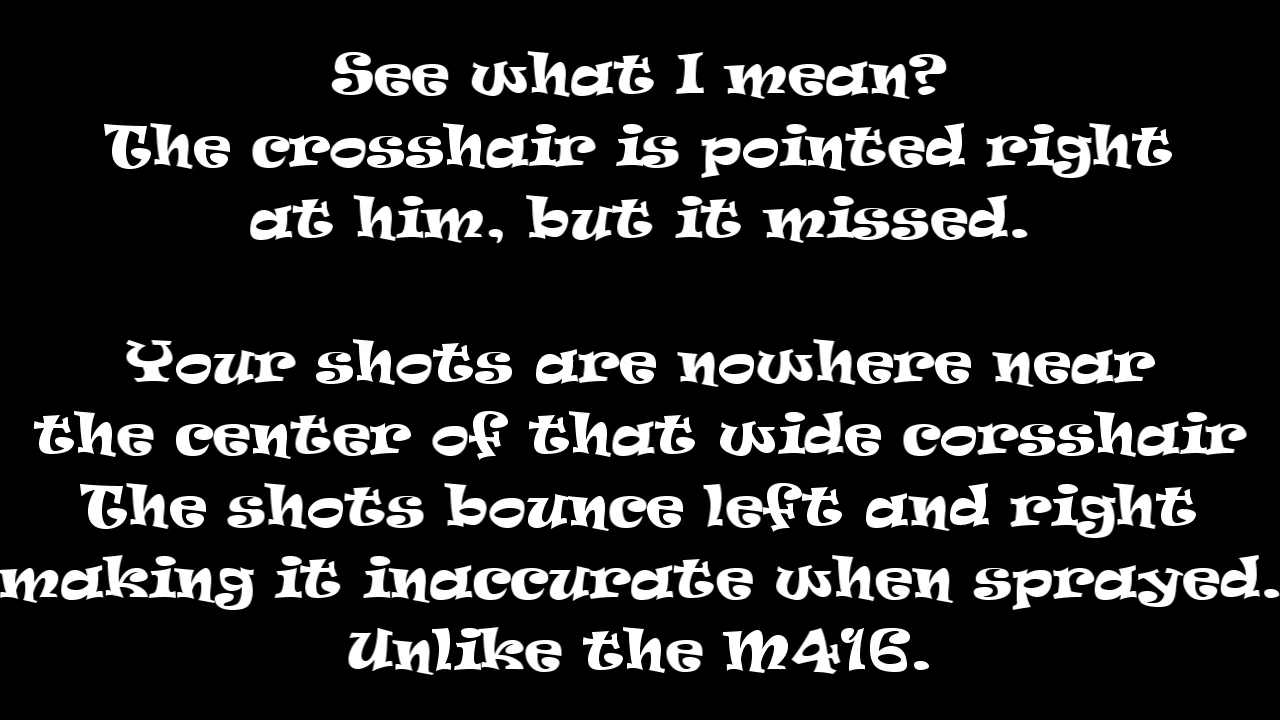 See what I mean?
The crosshair is pointed right
at him, but it missed.
Your shots are nowhere near
the center of that wide corsshair
The shots bounce left and right
making it inaccurate when sprayed.
Unlike the M416.